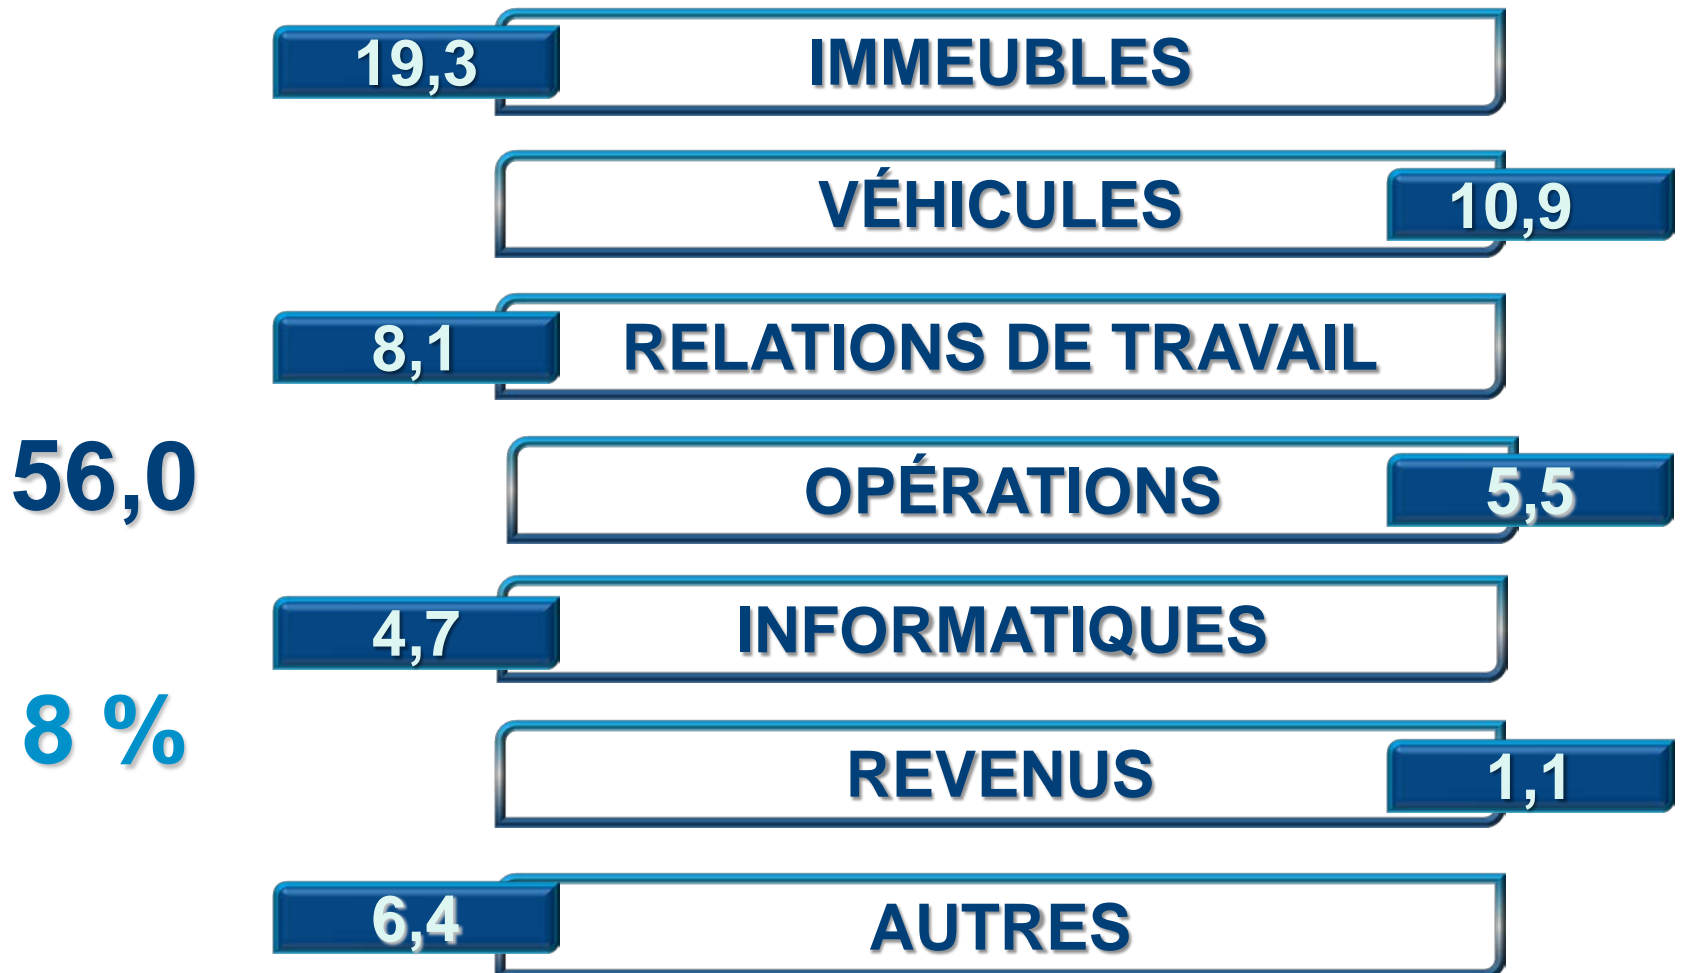 19,3
IMMEUBLES
VÉHICULES
10,9
8,1
RELATIONS DE TRAVAIL
56,0
OPÉRATIONS
5,5
4,7
INFORMATIQUES
8 %
REVENUS
1,1
6,4
AUTRES